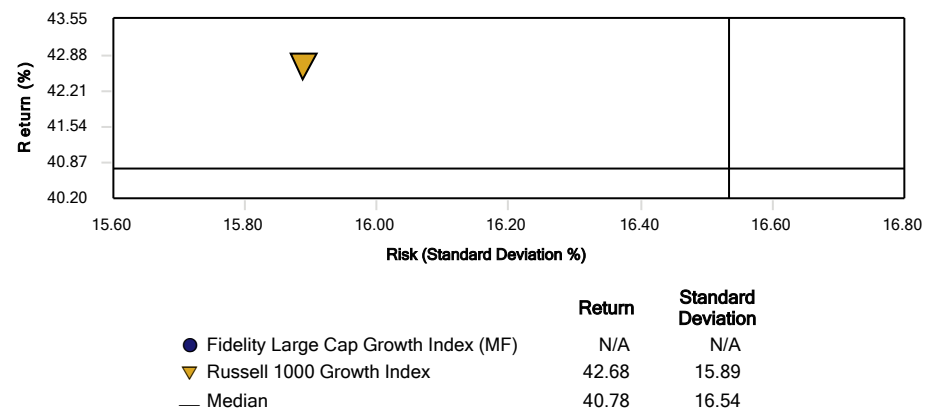 43.55
42.88
42.21
41.54
40.87
40.20
Return (%)
15.60 15.80 16.00 16.20 16.40 16.60 16.80
Risk (Standard Deviation %)
Return Standard Deviation
Fidelity Large Cap Growth Index (MF) N/A N/A
Russell 1000 Growth Index 42.68 15.89
Median 40.78 16.54